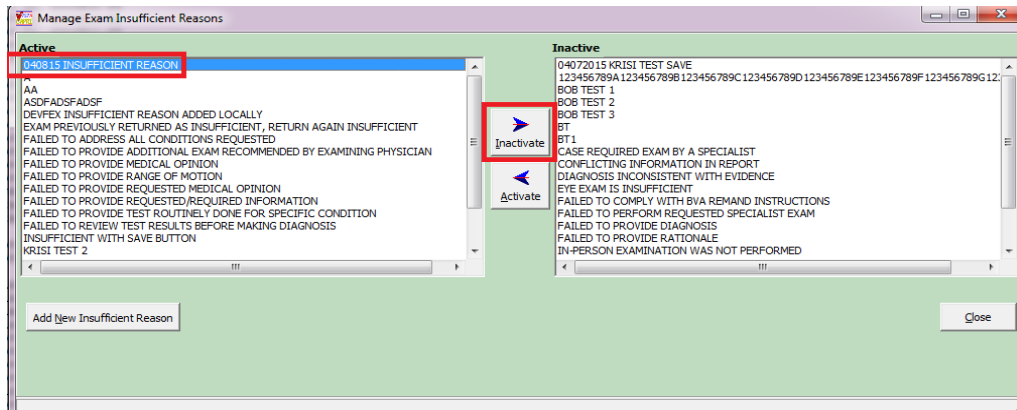 Manage Exam Insufficient Reasons
Active
040815 INSUFFICIENT REASON
A
AA
ASDFADSFADSF
DEVFEX INSUFFICIENT REASON ADDED LOCALLY
EXAM PREVIOUSLY RETURNED AS INSUFFICIENT, RETURN AGAIN INSUFFICIENT
FAILED TO ADDRESS ALL CONDITIONS REQUESTED
FAILED TO PROVIDE ADDITIONAL EXAM RECOMMENDED BY EXAMINING PHYSICIAN
FAILED TO PROVIDE MEDICAL OPINION
FAILED TO PROVIDE RANGE OF MOTION
FAILED TO PROVIDE REQUESTED MEDICAL OPINION
FAILED TO PROVIDE REQUESTED/REQUIRED INFORMATION
FAILED TO PROVIDE TEST ROUTINELY DONE FOR SPECIFIC CONDITION
FAILED TO REVIEW TEST RESULTS BEFORE MAKING DIAGNOSIS
INSUFFICIENT WITH SAVE BUTTON
KRISI TEST 2
Inactivate
Activate
Inactive
04072015 KRISI TEST SAVE
123456789A123456789B123456789C123456789D123456789E123456789F123456789G12
BOB TEST 1
BOB TEST 2
BOB TEST 3
BT
BT1
CASE REQUIRED EXAM BY A SPECIALIST
CONFLICTING INFORMATION IN REPORT
DIAGNOSIS INCONSISTENT WITH EVIDENCE
EYE EXAM IS INSUFFICIENT
FAILED TO COMPLY WITH BVA REMAND INSTRUCTIONS
FAILED TO PERFORM REQUESTED SPECIALIST EXAM
FAILED TO PROVIDE DIAGNOSIS
FAILED TO PROVIDE RATIONALE
IN-PERSON EXAMINATION WAS NOT PERFORMED
Add New Insufficient Reason
Close